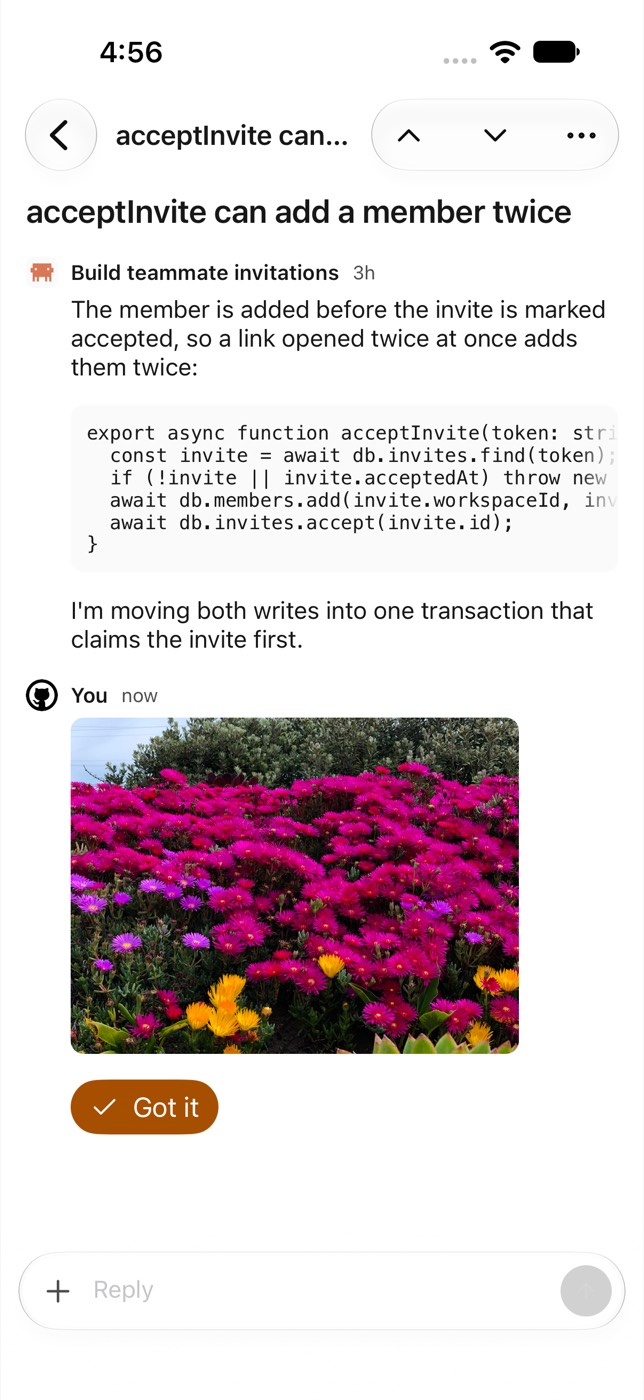 4:56
acceptInvite can...
acceptInvite can add a member twice
Build teammate invitations 3h
The member is added before the invite is marked
accepted, so a link opened twice at once adds
them twice:
export async function acceptInvite(token: stri
const invite = await db.invites.find(token);
if (!invite || invite.acceptedAt) throw new
await db.members.add(invite.workspaceId, inv
await db.invites.accept(invite.id);
}
I'm moving both writes into one transaction that
claims the invite first.
You now
Got it
Reply